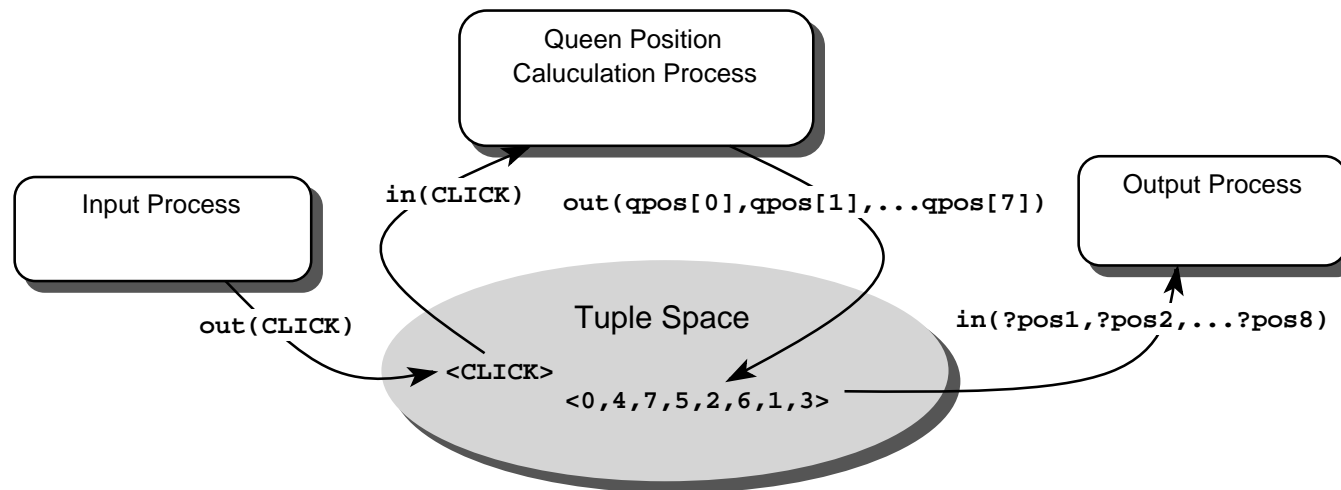 Queen Position
Caluculation Process
Input Process
Output Process
in(CLICK)
out(qpos[0],qpos[1],...qpos[7])
out(CLICK)
Tuple Space
in(?pos1,?pos2,...?pos8)
<CLICK>
<0,4,7,5,2,6,1,3>